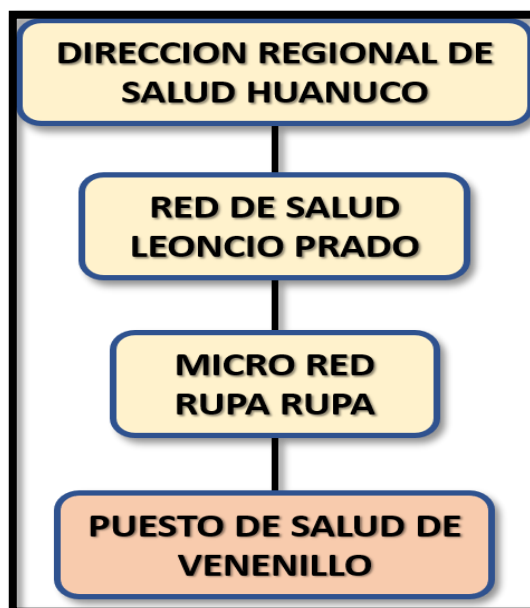 DIRECCION REGIONAL DE
SALUD HUANUCO
RED DE SALUD
LEONCIO PRADO
MICRO RED
RUPA RUPA
PUESTO DE SALUD DE
VENENILLO